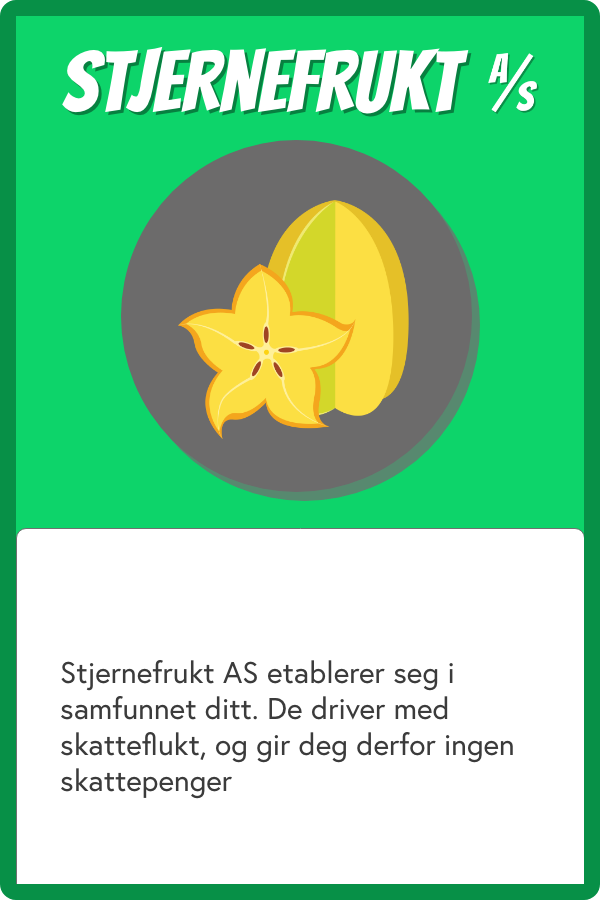 STJERNEFRUKT A/S
Stjernefrukt AS etablerer seg i
samfunnet ditt. De driver med
skatteflukt, og gir deg derfor ingen
skattepenger